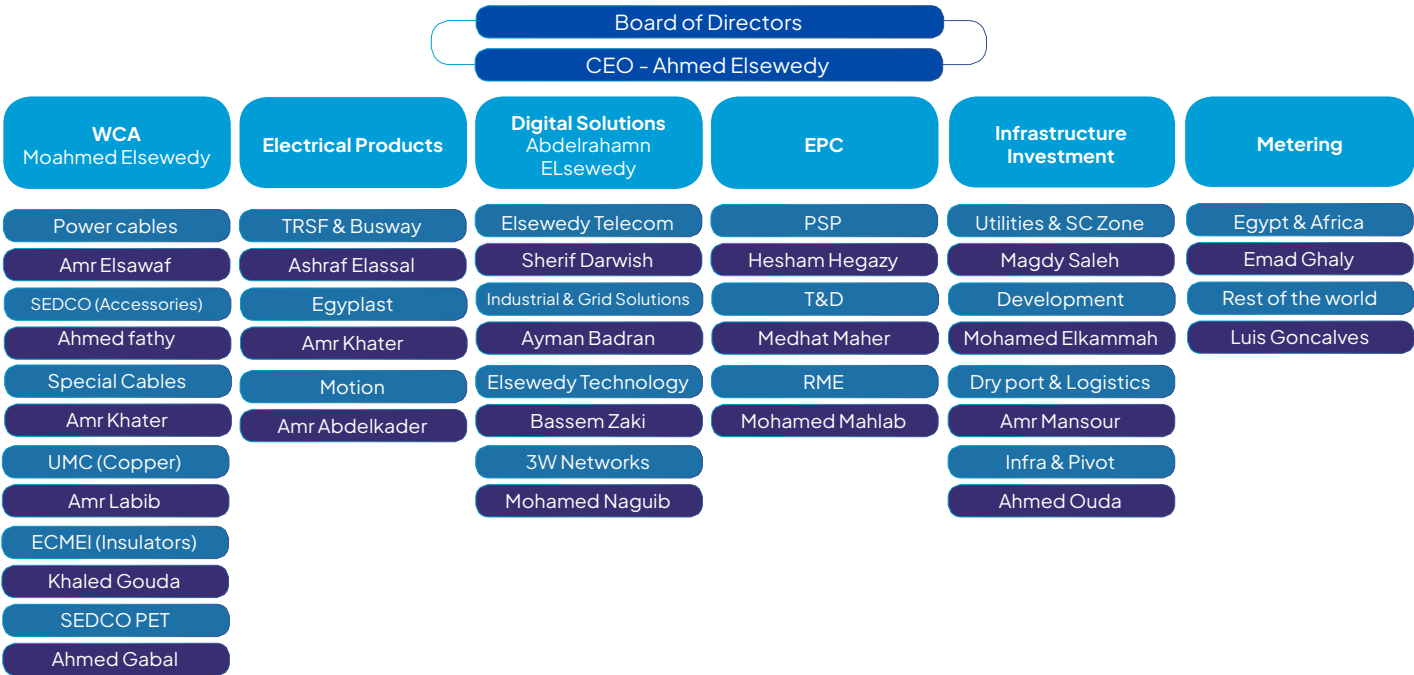 Board of Directors
CEO - Ahmed Elsewedy
WCA
Moahmed Elsewedy
Power cables
Amr Elsawaf
SEDCO (Accessories)
Ahmed fathy
Special Cables
Amr Khater
UMC (Copper)
Amr Labib
ECMEI (Insulators)
Khaled Gouda
SEDCO PET
Ahmed Gabal
Electrical Products
TRSF & Busway
Ashraf Elassal
Egyplast
Amr Khater
Motion
Amr Abdelkader
Digital Solutions
Abdelrahamn
ELsewedy
Elsewedy Telecom
Sherif Darwish
Industrial & Grid Solutions
Ayman Badran
Elsewedy Technology
Bassem Zaki
3W Networks
Mohamed Naguib
EPC
PSP
Hesham Hegazy
T&D
Medhat Maher
RME
Mohamed Mahlab
Infrastructure
Investment
Utilities & SC Zone
Magdy Saleh
Development
Mohamed Elkammah
Dry port & Logistics
Amr Mansour
Infra & Pivot
Ahmed Ouda
Metering
Egypt & Africa
Emad Ghaly
Rest of the world
Luis Goncalves